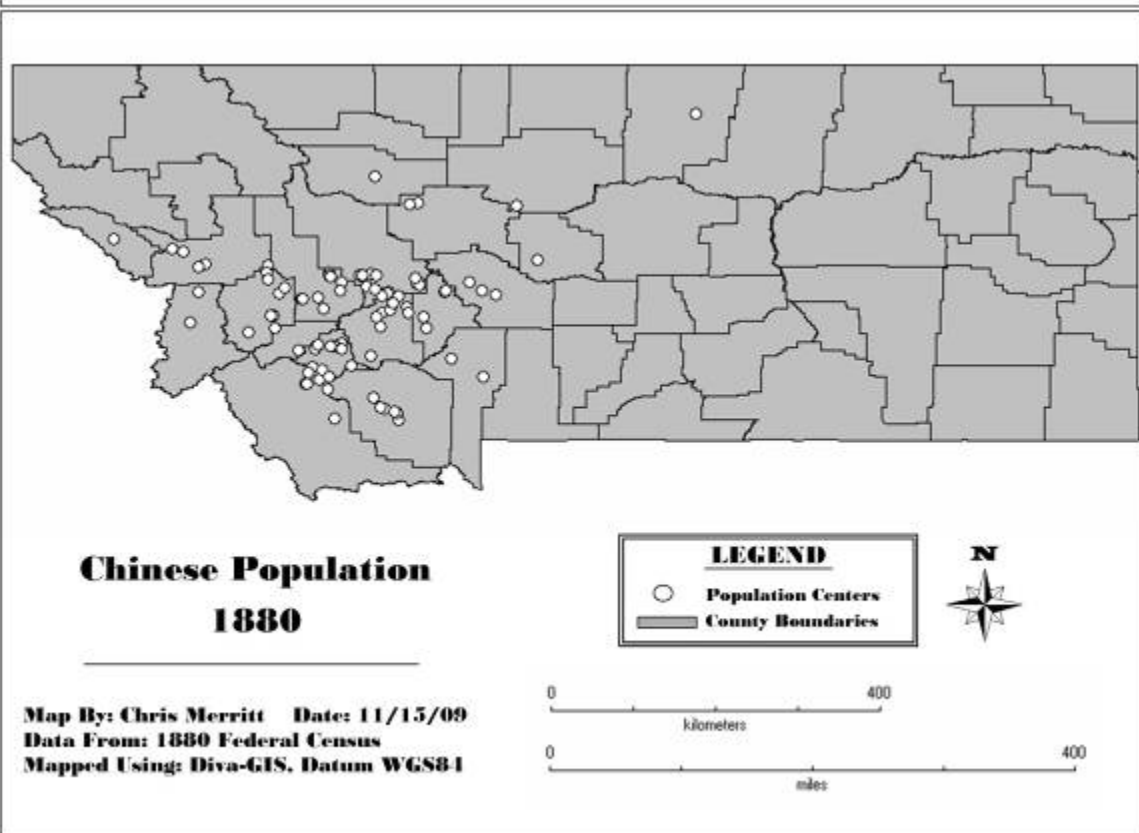 Chinese Population
1880
Map By: Chris Merritt Date: 11/15/09
Data From: 1880 Federal Census
Mapped Using: Diva-GIS, Datum WGS84
LEGEND
Population Centers
County Boundaries
N
0 400
kilometers
0 400
miles